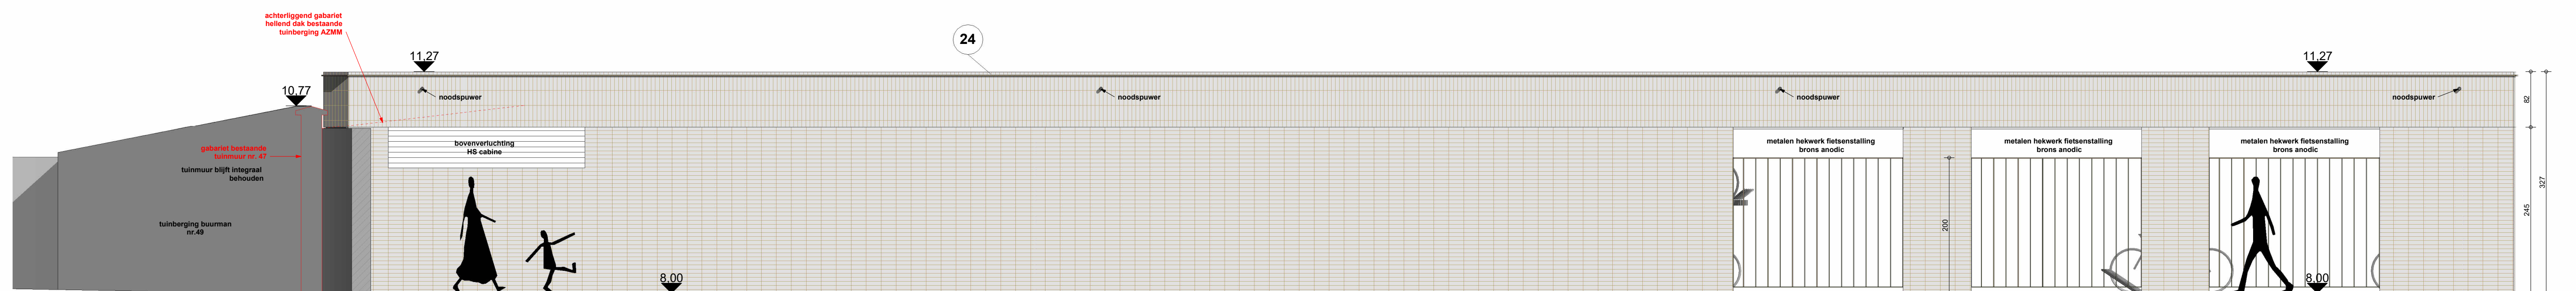 achterliggend gabariet
hellend dak bestaande
tuinberging AZMM
24
11,27
11,27
10,77
noodspuwer
noodspuwer
noodspuwer
noodspuwer
82
bovenverluchting
HS cabine
metalen hekwerk fietsenstalling
brons anodic
metalen hekwerk fietsenstalling
brons anodic
metalen hekwerk fietsenstalling
brons anodic
gabariet bestaande
tuinmuur nr. 47
tuinmuur blijft integraal
behouden
tuinberging buurman
nr.49
200
245
327
8,00
8,00